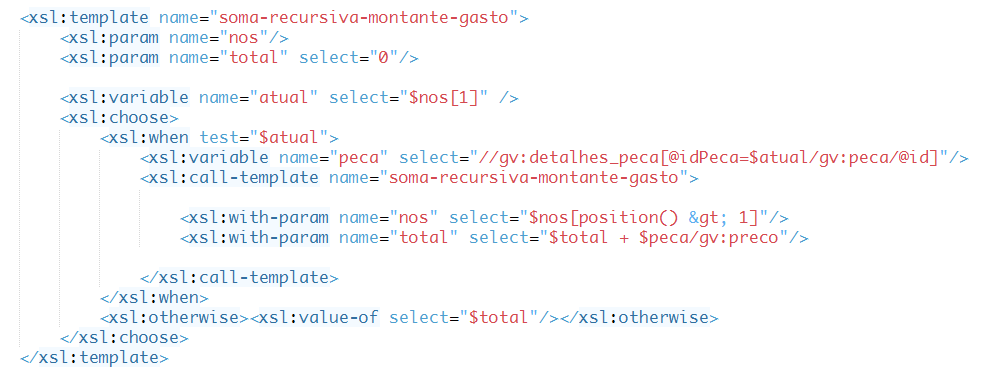 <xsl:template name="soma-recursiva-montante-gasto">
    <xsl:param name="nos"/>
    <xsl:param name="total" select="0"/>
    <xsl:variable name="atual" select="$nos[1]" />
    <xsl:choose>
        <xsl:when test="$atual">
            <xsl:variable name="peca" select="//gv:detalhes_peca[@idPeca=$atual/gv:peca/@id]"/>
            <xsl:call-template name="soma-recursiva-montante-gasto">
                <xsl:with-param name="nos" select="$nos[position() &gt; 1]"/>
                <xsl:with-param name="total" select="$total + $peca/gv:preco"/>
            </xsl:call-template>
        </xsl:when>
        <xsl:otherwise><xsl:value-of select="$total"/></xsl:otherwise>
    </xsl:choose>
</xsl:template>